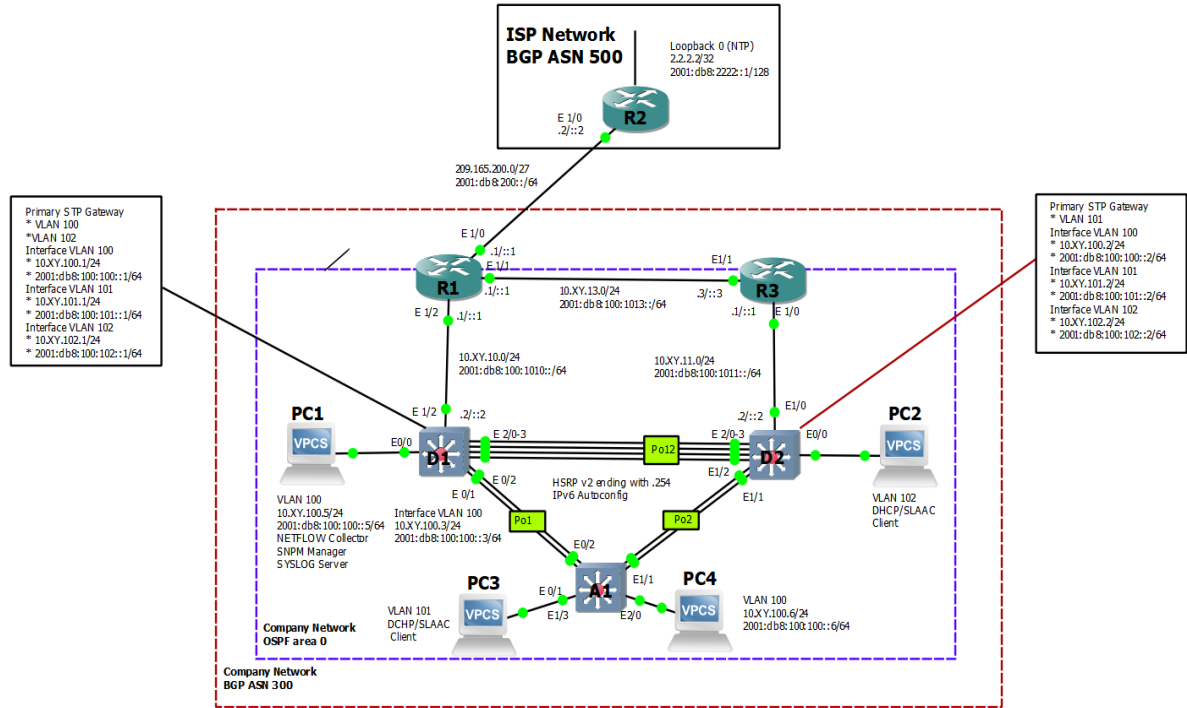 ISP Network
BGP ASN 500
Loopback 0 (NTP)
2.2.2.2/32
2001:db8:2222::1/128
R2
E 1/0
.2/::2
209.165.200.0/27
2001:db8:200::/64
Primary STP Gateway
* VLAN 100
*VLAN 102
Interface VLAN 100
* 10.XY.100.1/24
* 2001:db8:100:100::1/64
Interface VLAN 101
* 10.XY.101.1/24
* 2001:db8:100:101::1/64
Interface VLAN 102
* 10.XY.102.1/24
* 2001:db8:100:102::1/64
Primary STP Gateway
* VLAN 101
Interface VLAN 100
* 10.XY.100.2/24
* 2001:db8:100:100::2/64
Interface VLAN 101
* 10.XY.101.2/24
* 2001:db8:100:101::2/64
Interface VLAN 102
* 10.XY.102.2/24
* 2001:db8:100:102::2/64
E 1/0
.1/::1
E 1/1
R1
.1/::1
E 1/2
.1/::1
10.XY.13.0/24
2001:db8:100:1013::/64
E1/1
.3/::3
R3
.1/::1
E 1/0
10.XY.10.0/24
2001:db8:100:1010::/64
10.XY.11.0/24
2001:db8:100:1011::/64
E 1/2
.2/::2
E1/0
.2/::2
PC1
VPCS
E0/0
D1
E 2/0-3
Po12
E 2/0-3
D2
E0/0
PC2
VPCS
E 0/2
E 0/1
HSRP v2 ending with .254
IPv6 Autoconfig
E1/2
E1/1
VLAN 100
10.XY.100.5/24
2001:db8:100:100::5/64
NETFLOW Collector
SNPM Manager
SYSLOG Server
Interface VLAN 100
10.XY.100.3/24
2001:db8:100:100::3/64
VLAN 102
DHCP/SLAAC
Client
Po1
Po2
E0/2
E1/1
A1
PC3
VPCS
E 0/1
E1/3
E2/0
PC4
VPCS
VLAN 101
DCHP/SLAAC
Client
VLAN 100
10.XY.100.6/24
2001:db8:100:100::6/64
Company Network
OSPF area 0
Company Network
BGP ASN 300